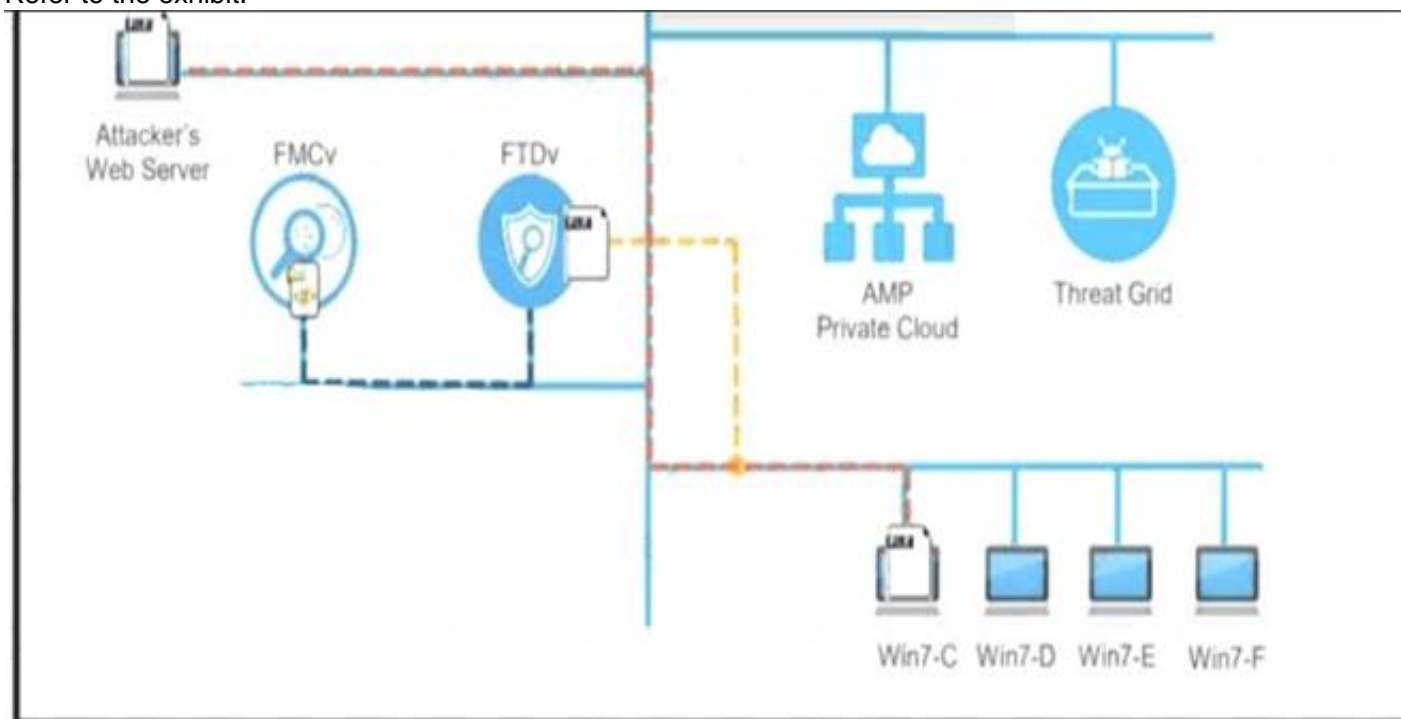 Refer to the exhibit.
Attacker's
Web Server
FMCv
FTDv
AMP
Private Cloud
Threat Grid
Win7-C
Win7-D
Win7-E
Win7-F